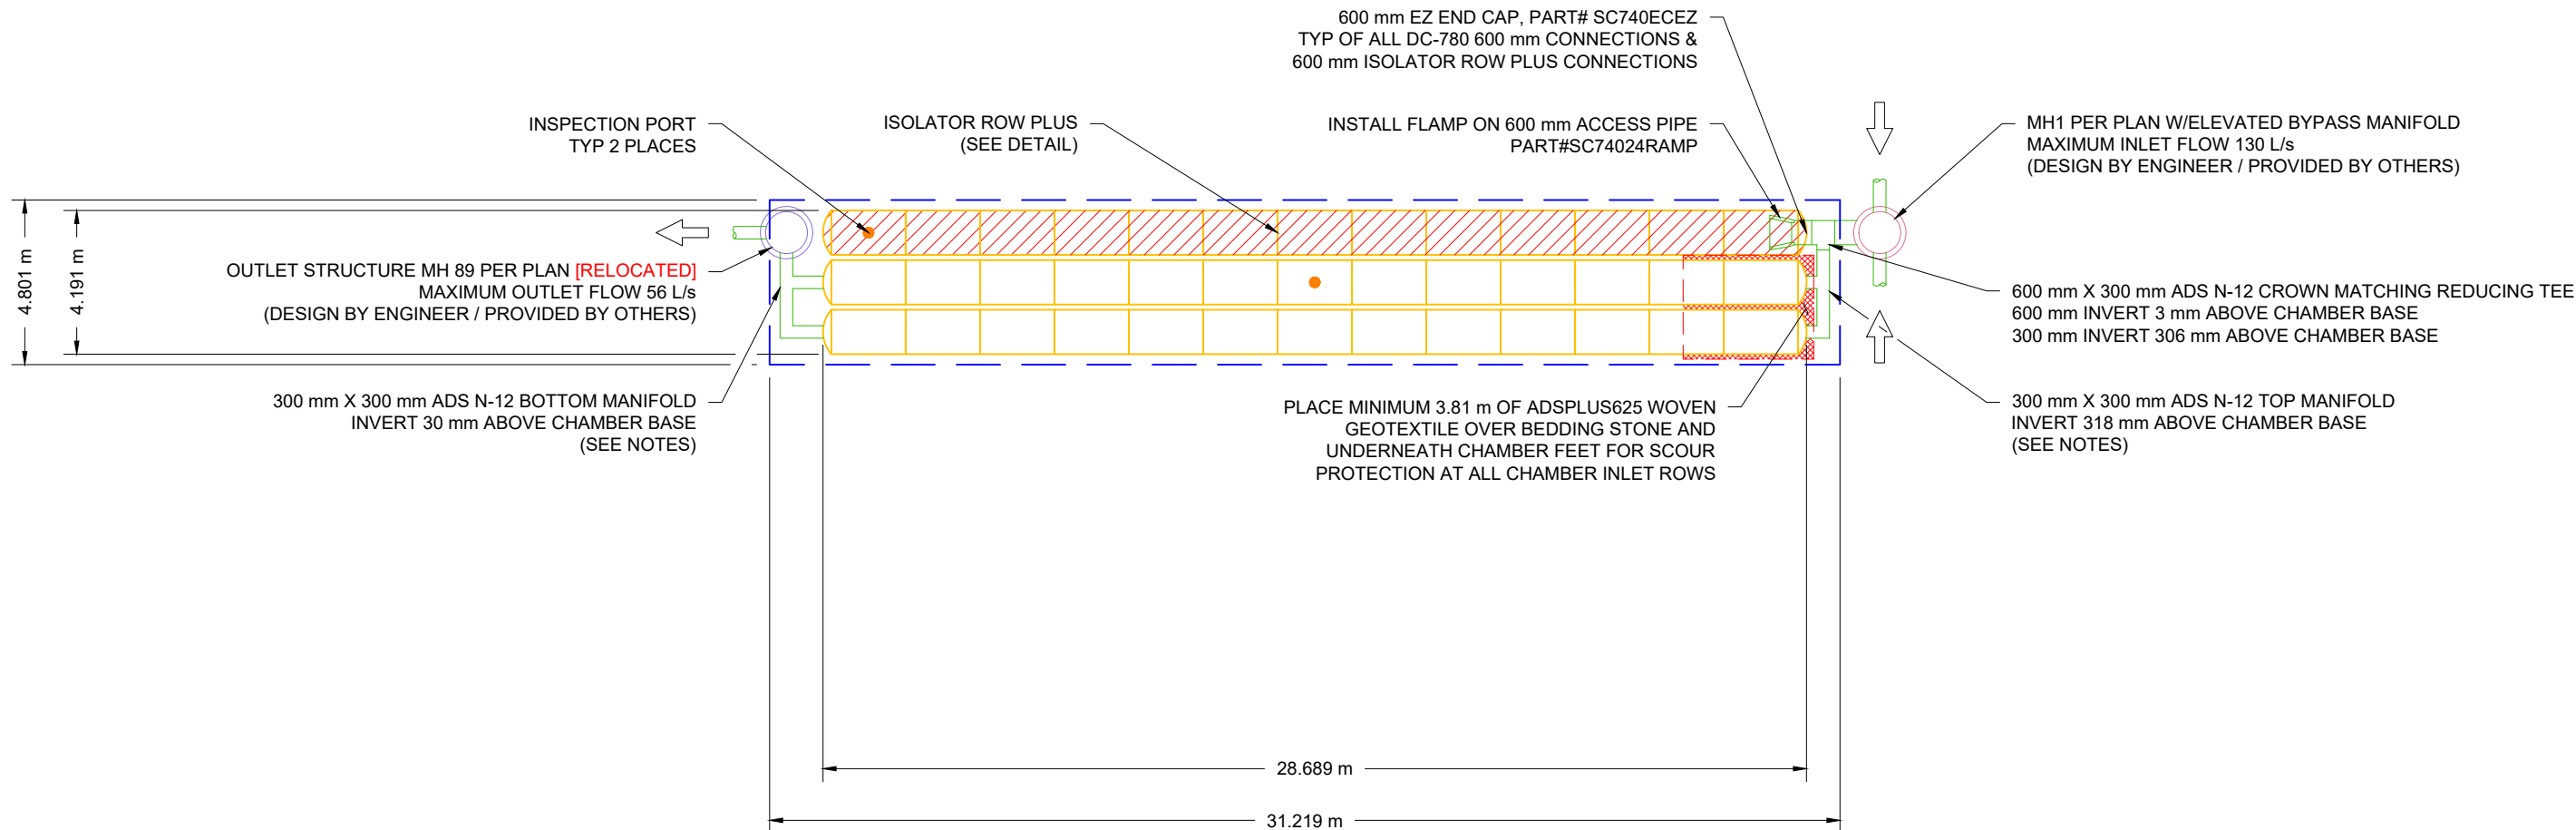 600 mm EZ END CAP, PART# SC740ECEZ
TYP OF ALL DC-780 600 mm CONNECTIONS &
600 mm ISOLATOR ROW PLUS CONNECTIONS
INSPECTION PORT
TYP 2 PLACES
ISOLATOR ROW PLUS
(SEE DETAIL)
INSTALL FLAMP ON 600 mm ACCESS PIPE
PART#SC74024RAMP
MH1 PER PLAN W/ELEVATED BYPASS MANIFOLD
MAXIMUM INLET FLOW 130 L/s
(DESIGN BY ENGINEER / PROVIDED BY OTHERS)
4.801 m
4.191 m
OUTLET STRUCTURE MH 89 PER PLAN [RELOCATED]
MAXIMUM OUTLET FLOW 56 L/s
(DESIGN BY ENGINEER / PROVIDED BY OTHERS)
600 mm X 300 mm ADS N-12 CROWN MATCHING REDUCING TEE
600 mm INVERT 3 mm ABOVE CHAMBER BASE
300 mm INVERT 306 mm ABOVE CHAMBER BASE
300 mm X 300 mm ADS N-12 BOTTOM MANIFOLD
INVERT 30 mm ABOVE CHAMBER BASE
(SEE NOTES)
PLACE MINIMUM 3.81 m OF ADSPLUS625 WOVEN
GEOTEXTILE OVER BEDDING STONE AND
UNDERNEATH CHAMBER FEET FOR SCOUR
PROTECTION AT ALL CHAMBER INLET ROWS
300 mm X 300 mm ADS N-12 TOP MANIFOLD
INVERT 318 mm ABOVE CHAMBER BASE
(SEE NOTES)
28.689 m
31.219 m